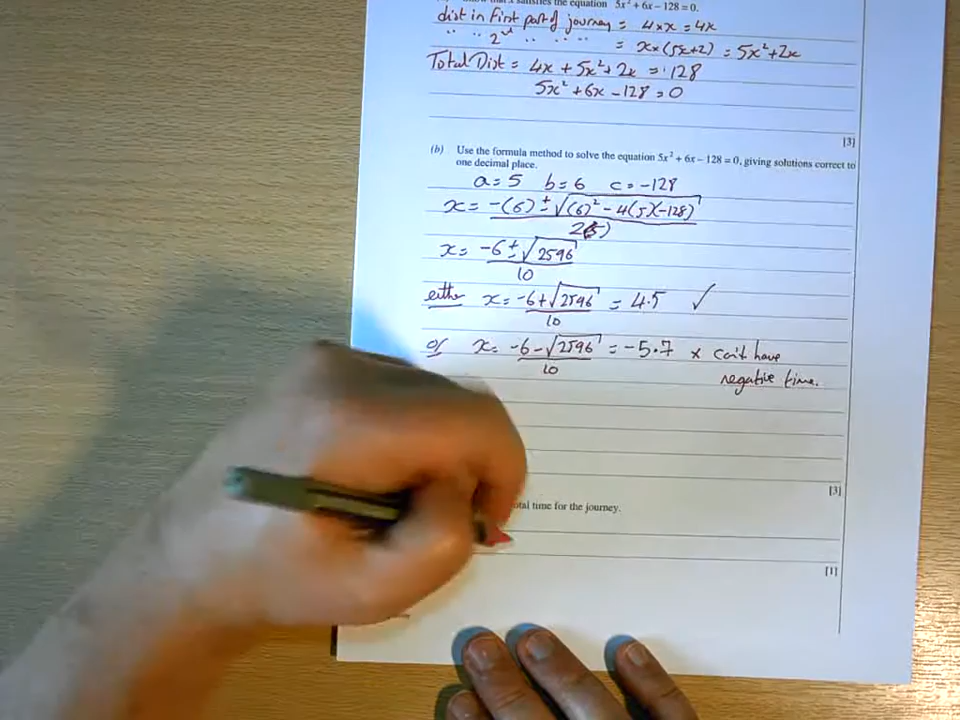 satisfies the equation 5x² + 6x − 128 = 0.
dist in first part of journey = 4 × x = 4x
" " 2nd " " " = x × (5x + 2) = 5x² + 2x
Total Dist = 4x + 5x² + 2x = 128
5x² + 6x − 128 = 0
[3]
(b) Use the formula method to solve the equation 5x² + 6x − 128 = 0, giving solutions correct to
one decimal place.
a = 5 b = 6 c = −128
x = −(6) ± √(6)² − 4(5)(−128)
2(5)
x = −6 ± √2596
10
either x = −6 + √2596 = 4.5 ✓
10
or x = −6 − √2596 = −5.7 × can't have
10
negative time.
[3]
total time for the journey.
[1]